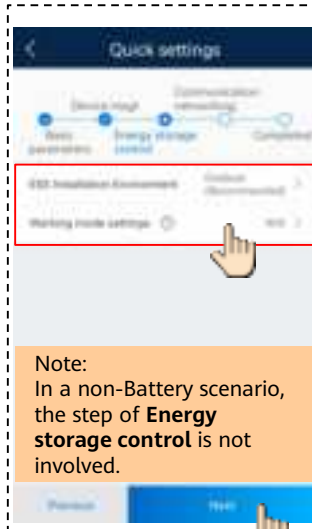 Quick settings
Device mgt
Communication
networking
Basic
parameters
Energy storage
control
Completed
ESS Installation Environment
Outdoor
(Recommended)
Working mode settings
N/A
Note:
In a non-Battery scenario,
the step of Energy
storage control is not
involved.
Previous
Next